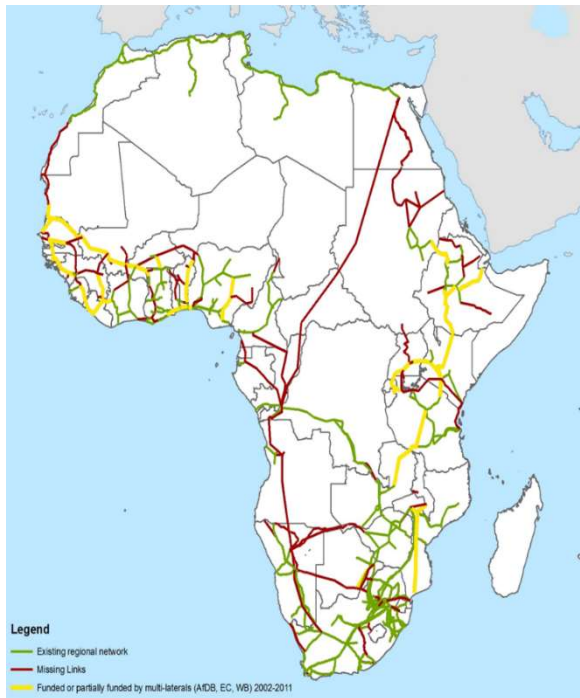 Legend
Existing regional network
Missing Links
Funded or partially funded by multi-laterals (AfDB, EC, WB) 2002-2011